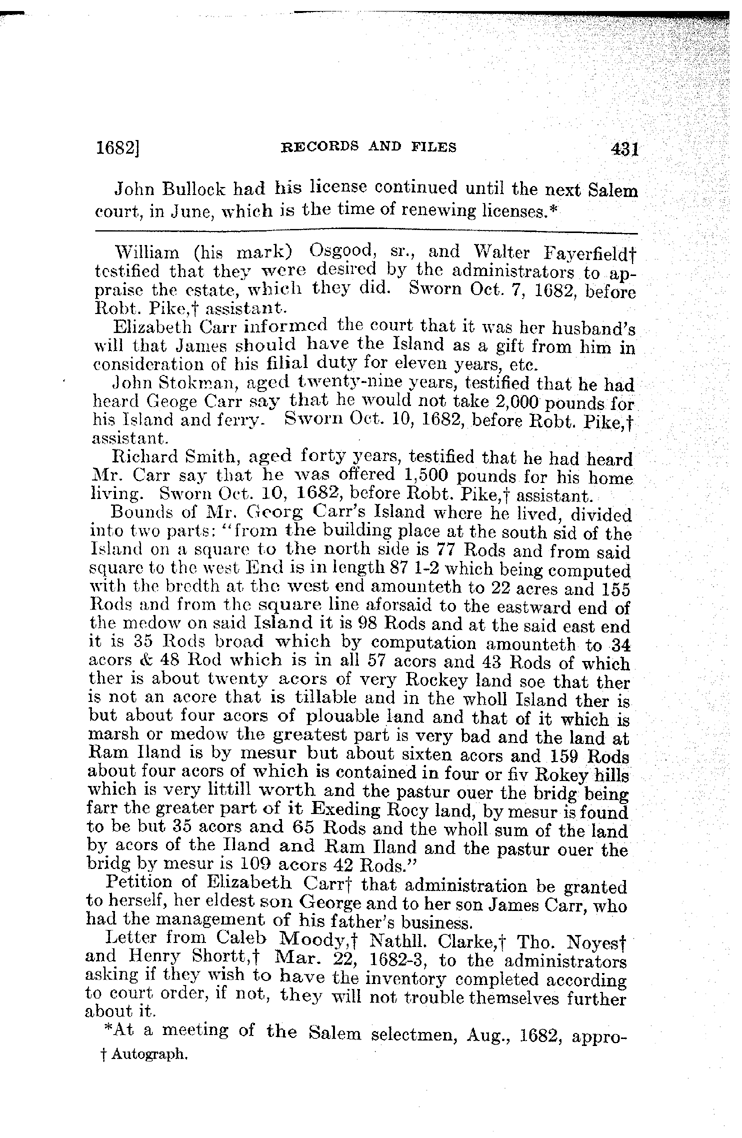 1682] RECORDS AND FILES 431
John Bullock had his license continued until the next Salem
court, in June, which is the time of renewing licenses.*
William (his mark) Osgood, sr., and Walter Fayerfield†
testified that they were desired by the administrators to ap-
praise the estate, which they did. Sworn Oct. 7, 1682, before
Robt. Pike,† assistant.
Elizabeth Carr informed the court that it was her husband's
will that James should have the Island as a gift from him in
consideration of his filial duty for eleven years, etc.
John Stokman, aged twenty-nine years, testified that he had
heard Geoge Carr say that he would not take 2,000 pounds for
his Island and ferry. Sworn Oct. 10, 1682, before Robt. Pike,†
assistant.
Richard Smith, aged forty years, testified that he had heard
Mr. Carr say that he was offered 1,500 pounds for his home
living. Sworn Oct. 10, 1682, before Robt. Pike,† assistant.
Bounds of Mr. Georg Carr's Island where he lived, divided
into two parts: "from the building place at the south sid of the
Island on a square to the north side is 77 Rods and from said
square to the west End is in length 87 1-2 which being computed
with the bredth at the west end amounteth to 22 acres and 155
Rods and from the square line aforsaid to the eastward end of
the medow on said Island it is 98 Rods and at the said east end
it is 35 Rods broad which by computation amounteth to 34
acors & 48 Rod which is in all 57 acors and 43 Rods of which
ther is about twenty acors of very Rockey land soe that ther
is not an acore that is tillable and in the wholl Island ther is
but about four acors of plouable land and that of it which is
marsh or medow the greatest part is very bad and the land at
Ram Iland is by mesur but about sixten acors and 159 Rods
about four acors of which is contained in four or fiv Rokey hills
which is very littill worth and the pastur ouer the bridg being
farr the greater part of it Exeding Rocy land, by mesur is found
to be but 35 acors and 65 Rods and the wholl sum of the land
by acors of the Iland and Ram Iland and the pastur ouer the
bridg by mesur is 109 acors 42 Rods."
Petition of Elizabeth Carr† that administration be granted
to herself, her eldest son George and to her son James Carr, who
had the management of his father's business.
Letter from Caleb Moody,† Nathll. Clarke,† Tho. Noyes†
and Henry Shortt,† Mar. 22, 1682-3, to the administrators
asking if they wish to have the inventory completed according
to court order, if not, they will not trouble themselves further
about it.
*At a meeting of the Salem selectmen, Aug., 1682, appro-
† Autograph.